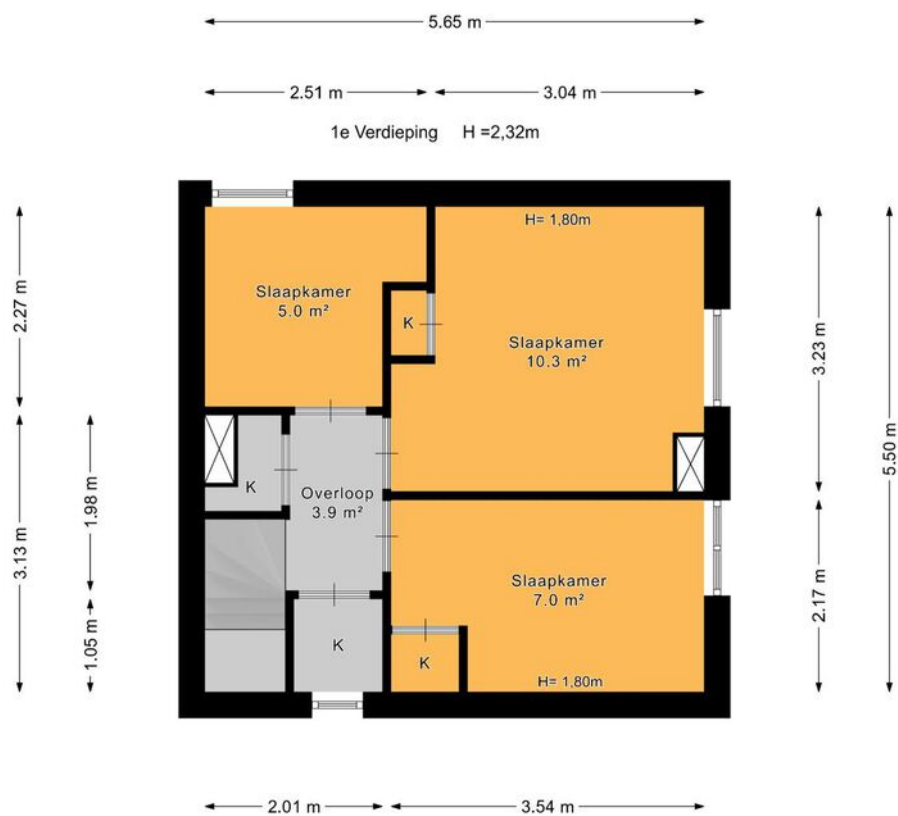 5.65 m
2.51 m
3.04 m
1e Verdieping H =2,32m
H= 1,80m
2.27 m
Slaapkamer
5.0 m²
K
Slaapkamer
10.3 m²
3.23 m
5.50 m
3.13 m
1.98 m
K
Overloop
3.9 m²
Slaapkamer
7.0 m²
2.17 m
1.05 m
K
K
H= 1,80m
2.01 m
3.54 m